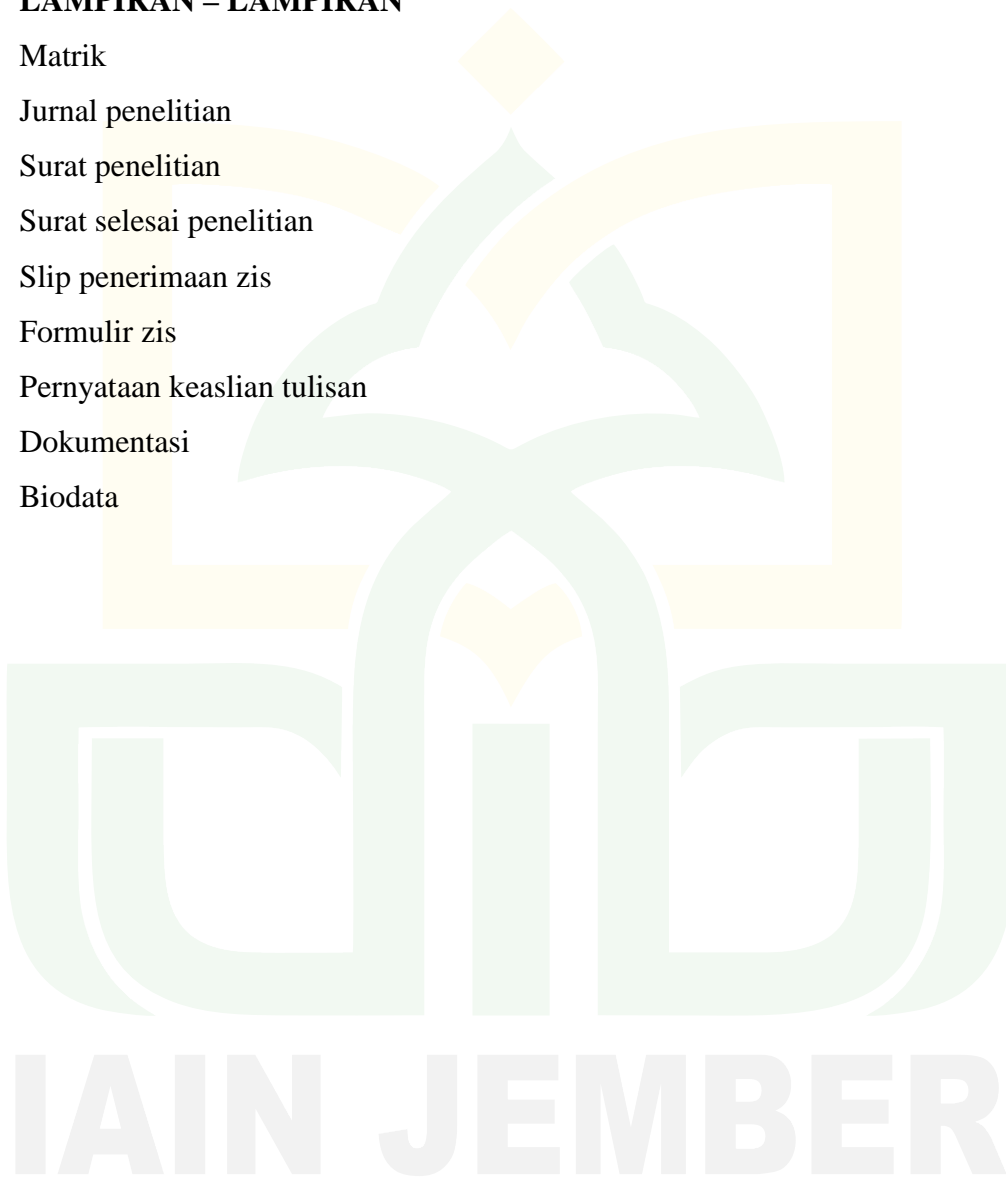 LAMPIRAN – LAMPIRAN
Matrik
Jurnal penelitian
Surat penelitian
Surat selesai penelitian
Slip penerimaan zis
Formulir zis
Pernyataan keaslian tulisan
Dokumentasi
Biodata
IAIN JEMBER